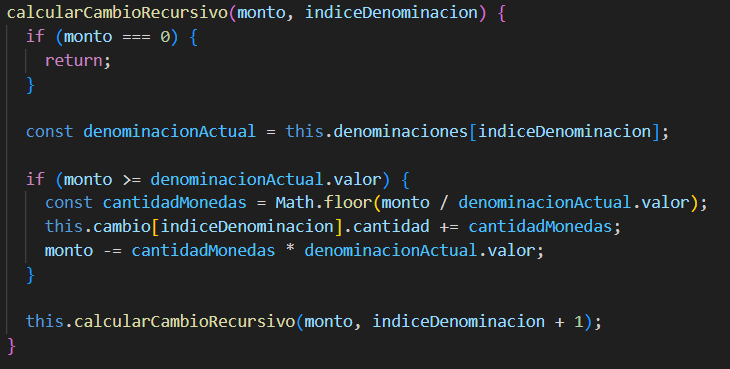 calcularCambioRecursivo(monto, indiceDenominacion) {
if (monto === 0) {
return;
}
const denominacionActual = this.denominaciones[indiceDenominacion];
if (monto >= denominacionActual.valor) {
const cantidadMonedas = Math.floor(monto / denominacionActual.valor);
this.cambio[indiceDenominacion].cantidad += cantidadMonedas;
monto -= cantidadMonedas * denominacionActual.valor;
}
this.calcularCambioRecursivo(monto, indiceDenominacion + 1);
}